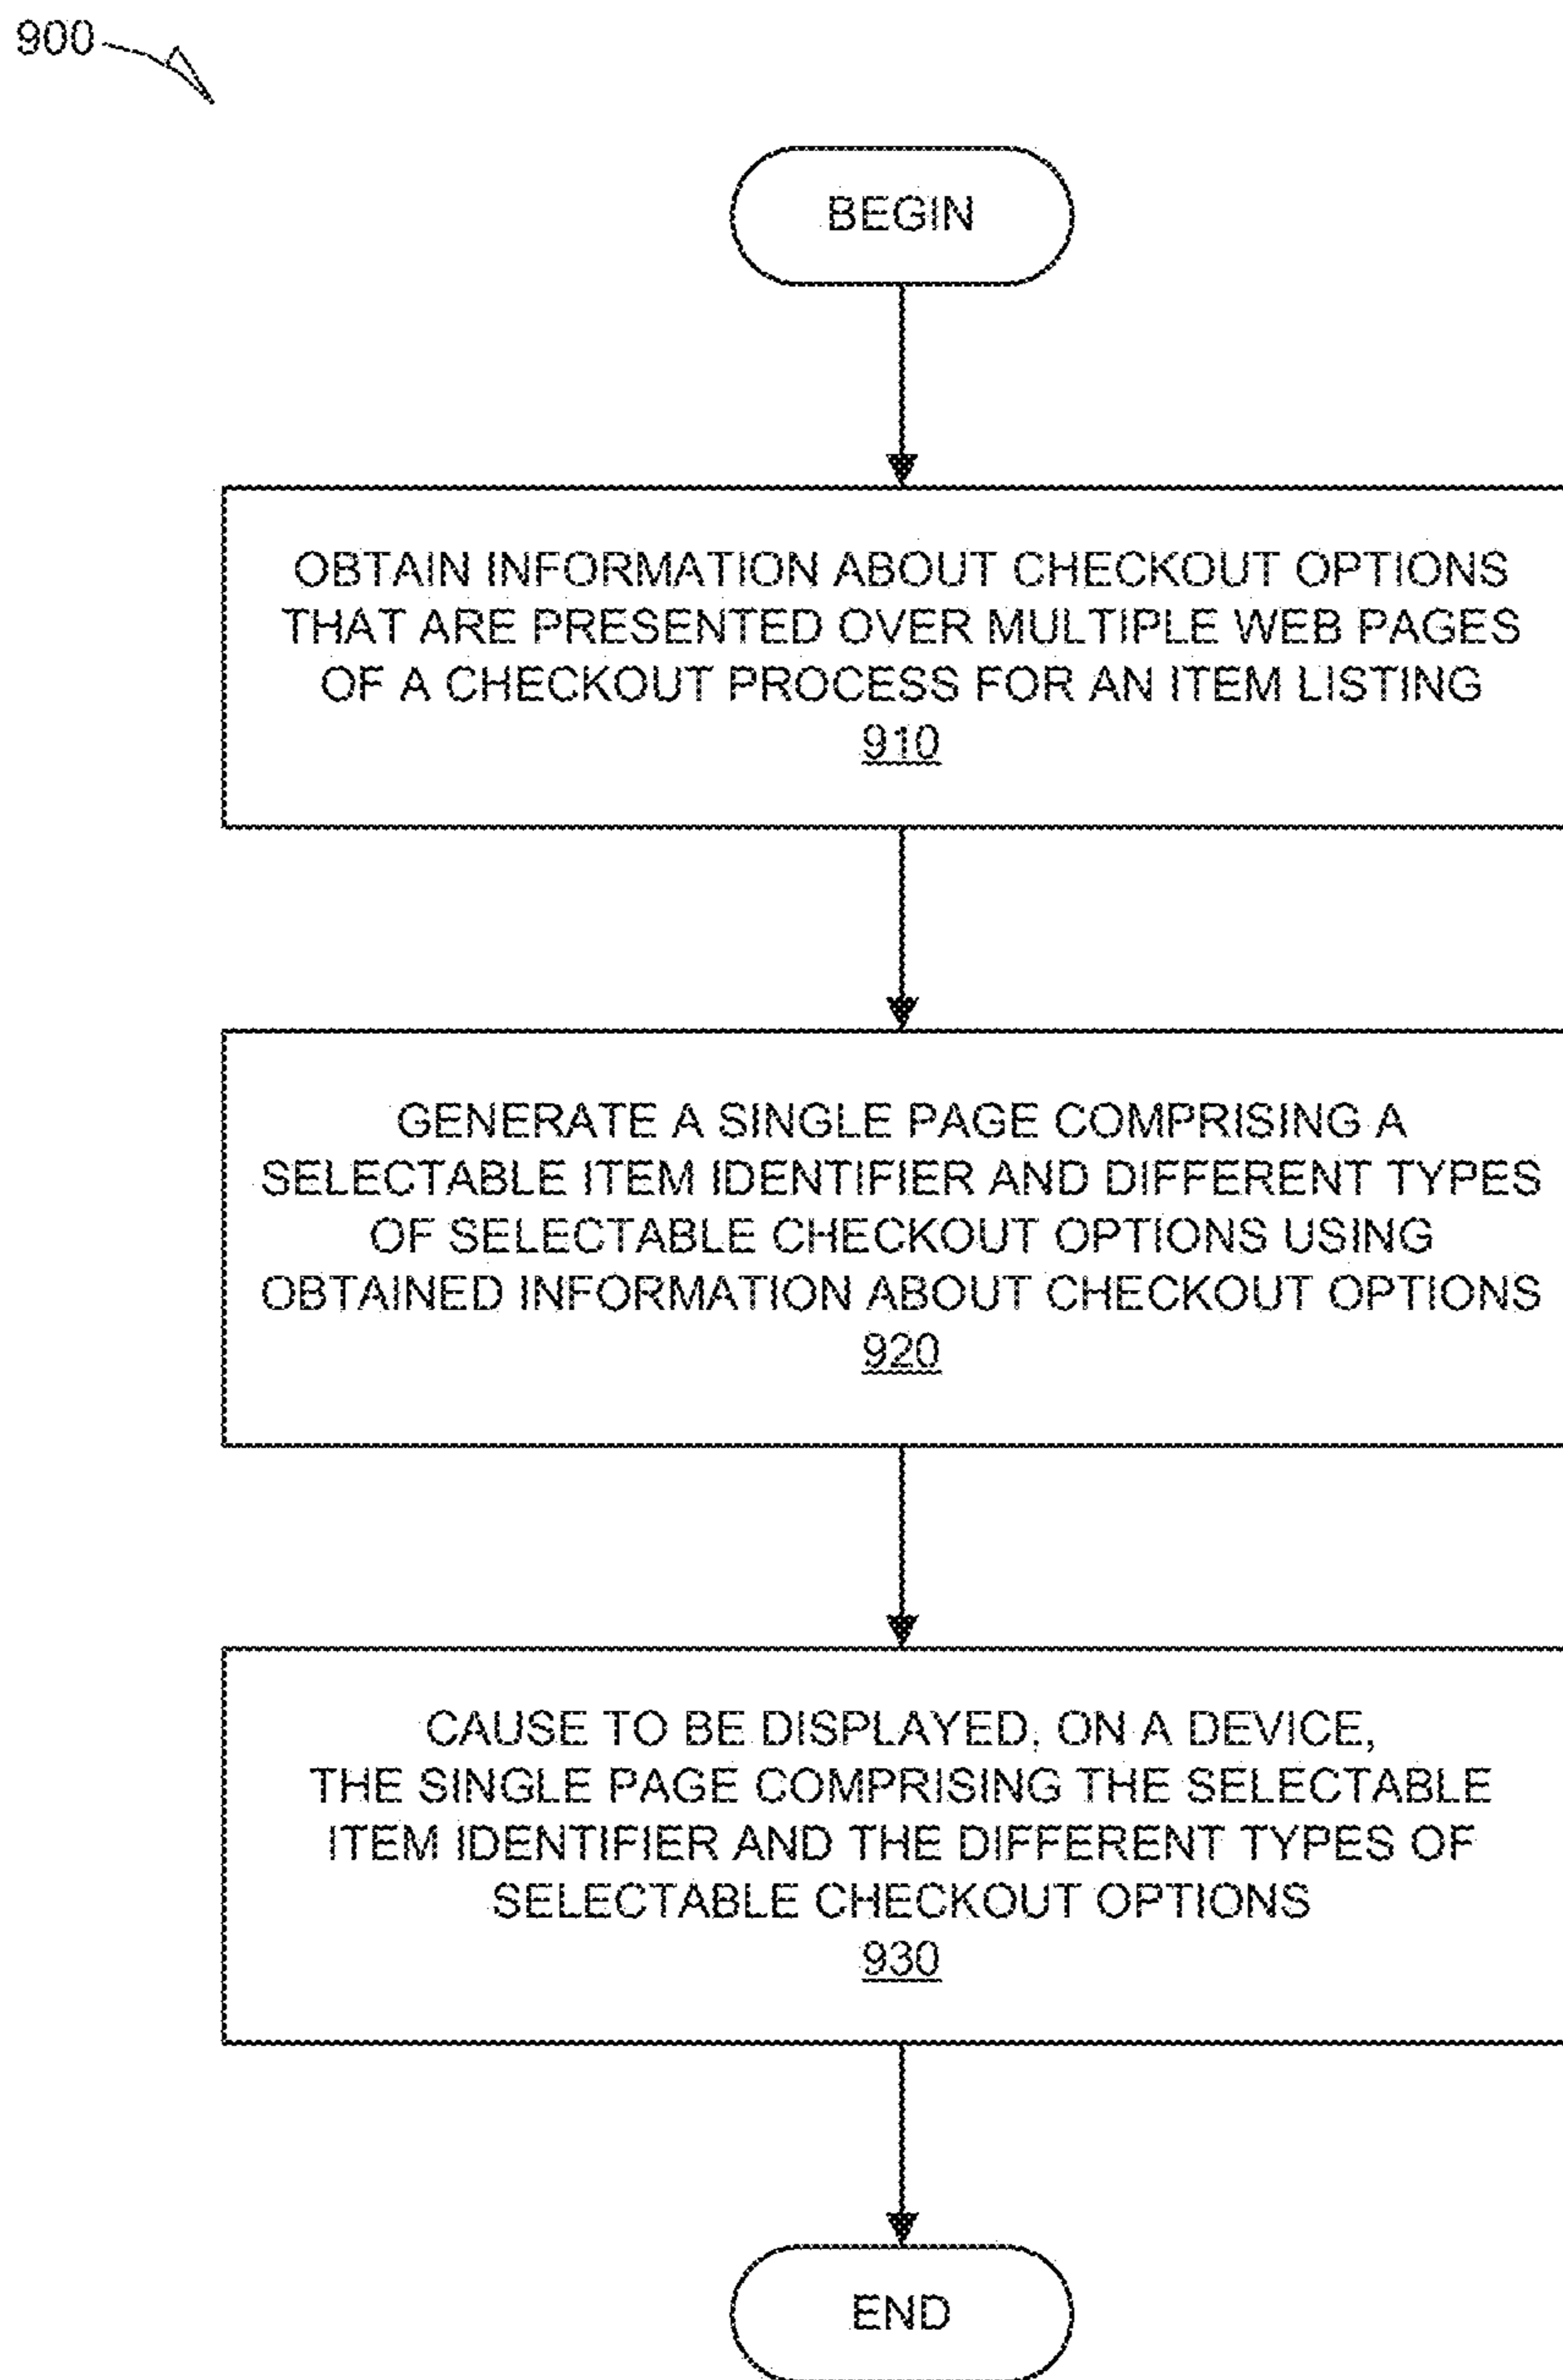 900
BEGIN
OBTAIN INFORMATION ABOUT CHECKOUT OPTIONS
THAT ARE PRESENTED OVER MULTIPLE WEB PAGES
OF A CHECKOUT PROCESS FOR AN ITEM LISTING
910
GENERATE A SINGLE PAGE COMPRISING A
SELECTABLE ITEM IDENTIFIER AND DIFFERENT TYPES
OF SELECTABLE CHECKOUT OPTIONS USING
OBTAINED INFORMATION ABOUT CHECKOUT OPTIONS
920
CAUSE TO BE DISPLAYED, ON A DEVICE,
THE SINGLE PAGE COMPRISING THE SELECTABLE
ITEM IDENTIFIER AND THE DIFFERENT TYPES OF
SELECTABLE CHECKOUT OPTIONS
930
END